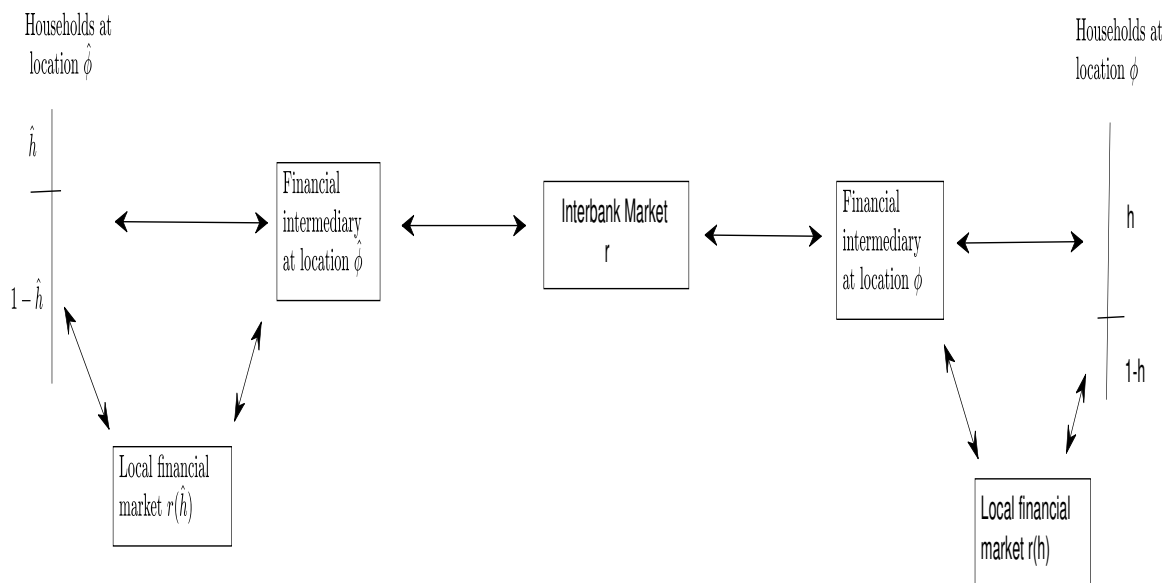 Households at
location $\hat{\phi}$
$\hat{h}$
$1-\hat{h}$
Financial
intermediary
at location $\hat{\phi}$
Local financial
market $r(\hat{h})$
Interbank Market
r
Financial
intermediary
at location $\phi$
Households at
location $\phi$
h
1-h
Local financial
market r(h)